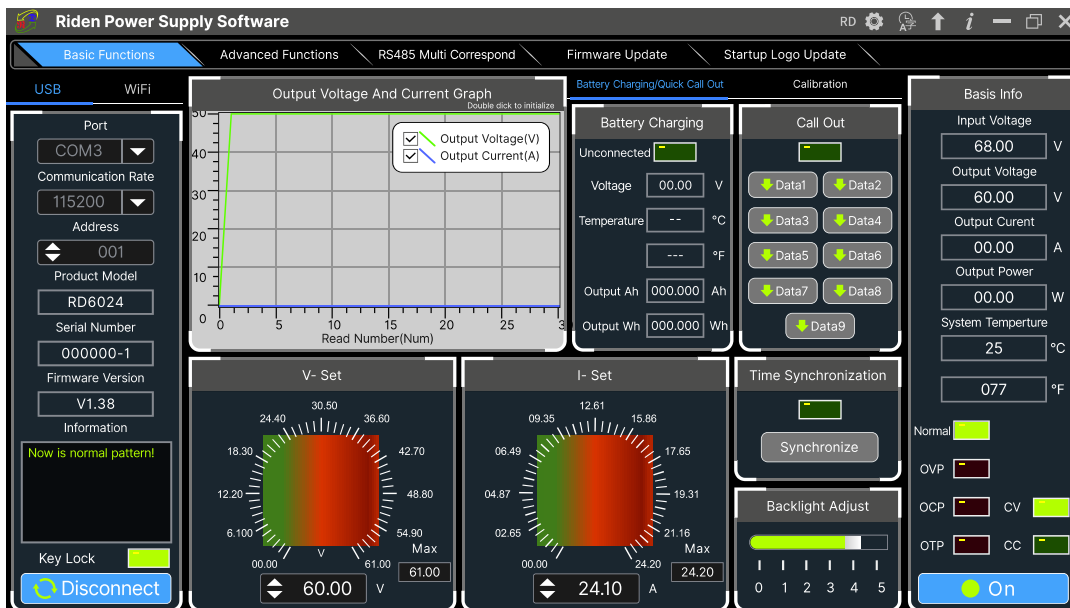 Riden Power Supply Software
RD
i
Basic Functions
Advanced Functions
RS485 Multi Correspond
Firmware Update
Startup Logo Update
USB
WiFi
Port
COM3
Communication Rate
115200
Address
001
Product Model
RD6024
Serial Number
000000-1
Firmware Version
V1.38
Information
Now is normal pattern!
Key Lock
Disconnect
Output Voltage And Current Graph
Double dick to initialize
Output Voltage(V)
Output Current(A)
50
40
30
20
10
0
0 5 10 15 20 25 3
Read Number(Num)
Battery Charging/Quick Call Out
Calibration
Battery Charging
Unconnected
Voltage 00.00 V
Temperature -- °C
--- °F
Output Ah 000.000 Ah
Output Wh 000.000 Wh
Call Out
Data1 Data2
Data3 Data4
Data5 Data6
Data7 Data8
Data9
V- Set
30.50
24.40 36.60
18.30 42.70
12.20 48.80
6.100 54.90
V
00.00 61.00
Max
61.00
60.00 V
I- Set
12.61
09.35 15.86
06.49 17.65
04.87 19.31
02.65 21.16
A
00.00 24.20
Max
24.20
24.10 A
Time Synchronization
Synchronize
Backlight Adjust
0 1 2 3 4 5
Basis Info
Input Voltage
68.00 V
Output Voltage
60.00 V
Output Curent
00.00 A
Output Power
00.00 W
System Temperture
25 °C
077 °F
Normal
OVP
OCP CV
OTP CC
On